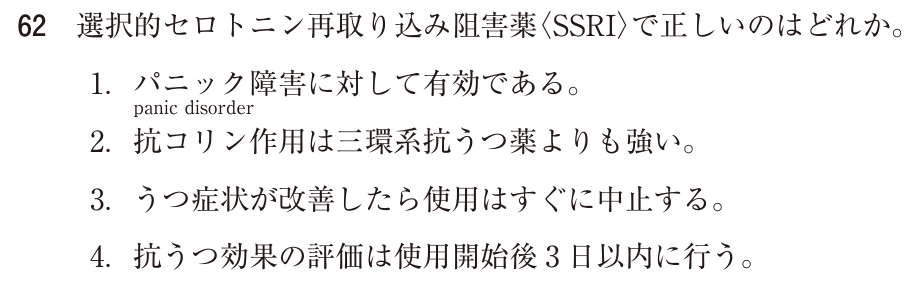 62 選択的セロトニン再取り込み阻害薬〈SSRI〉で正しいのはどれか。
1. パニック障害に対して有効である。
panic disorder
2. 抗コリン作用は三環系抗うつ薬よりも強い。
3. うつ症状が改善したら使用はすぐに中止する。
4. 抗うつ効果の評価は使用開始後3日以内に行う。